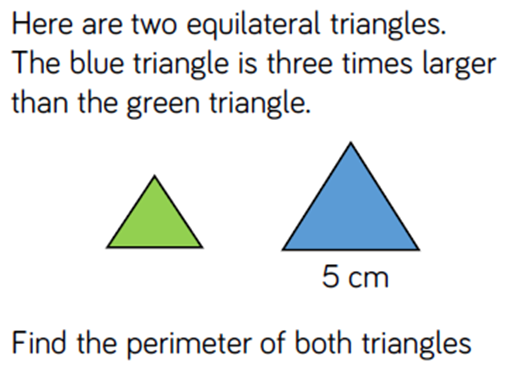 Here are two equilateral triangles.
The blue triangle is three times larger
than the green triangle.
5 cm
Find the perimeter of both triangles